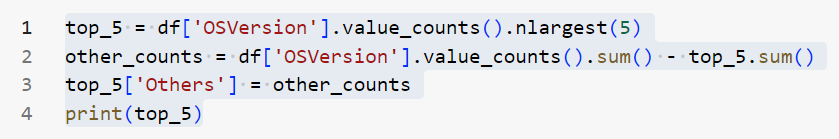 1 top_5 = df['OSVersion'].value_counts().nlargest(5)
2 other_counts = df['OSVersion'].value_counts().sum() - top_5.sum()
3 top_5['Others'] = other_counts
4 print(top_5)